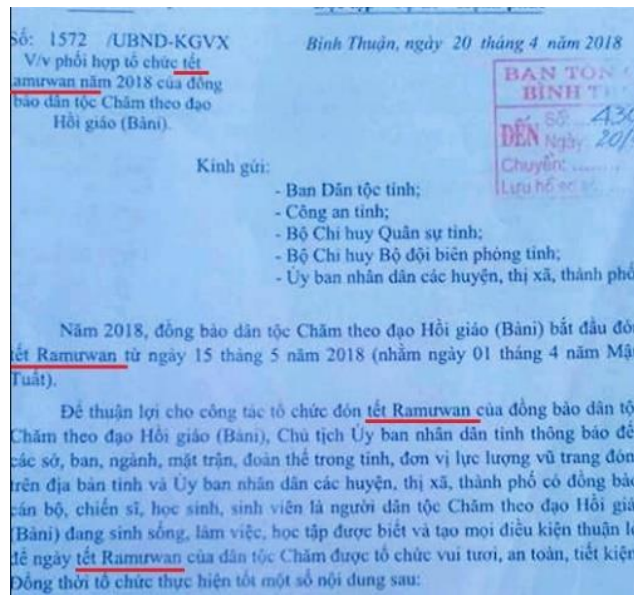 Số: 1572 /UBND-KGVX
V/v phối hợp tổ chức tết
Ramưwan năm 2018 của đồng
bào dân tộc Chăm theo đạo
Hồi giáo (Bàni).
Bình Thuận, ngày 20 tháng 4 năm 2018
BAN TÔN
BÌNH
ĐẾN Số:
Ngày: 20/
Chuyển:
Lưu hồ sơ số
Kính gửi:
- Ban Dân tộc tỉnh;
- Công an tỉnh;
- Bộ Chỉ huy Quân sự tỉnh;
- Bộ Chỉ huy Bộ đội biên phòng tỉnh;
- Ủy ban nhân dân các huyện, thị xã, thành phố
Năm 2018, đồng bào dân tộc Chăm theo đạo Hồi giáo (Bàni) bắt đầu đón
tết Ramưwan từ ngày 15 tháng 5 năm 2018 (nhằm ngày 01 tháng 4 năm Mậu
Tuất).
Để thuận lợi cho công tác tổ chức đón tết Ramưwan của đồng bào dân tộ
Chăm theo đạo Hồi giáo (Bàni), Chủ tịch Ủy ban nhân dân tỉnh thông báo để
các sở, ban, ngành, mặt trận, đoàn thể trong tỉnh, đơn vị lực lượng vũ trang đón
trên địa bàn tỉnh và Ủy ban nhân dân các huyện, thị xã, thành phố có đồng bào
cán bộ, chiến sĩ, học sinh, sinh viên là người dân tộc Chăm theo đạo Hồi giá
(Bàni) đang sinh sống, làm việc, học tập được biết và tạo mọi điều kiện thuận lợ
để ngày tết Ramưwan của dân tộc Chăm được tổ chức vui tươi, an toàn, tiết kiệm
Đồng thời tổ chức thực hiện tốt một số nội dung sau: